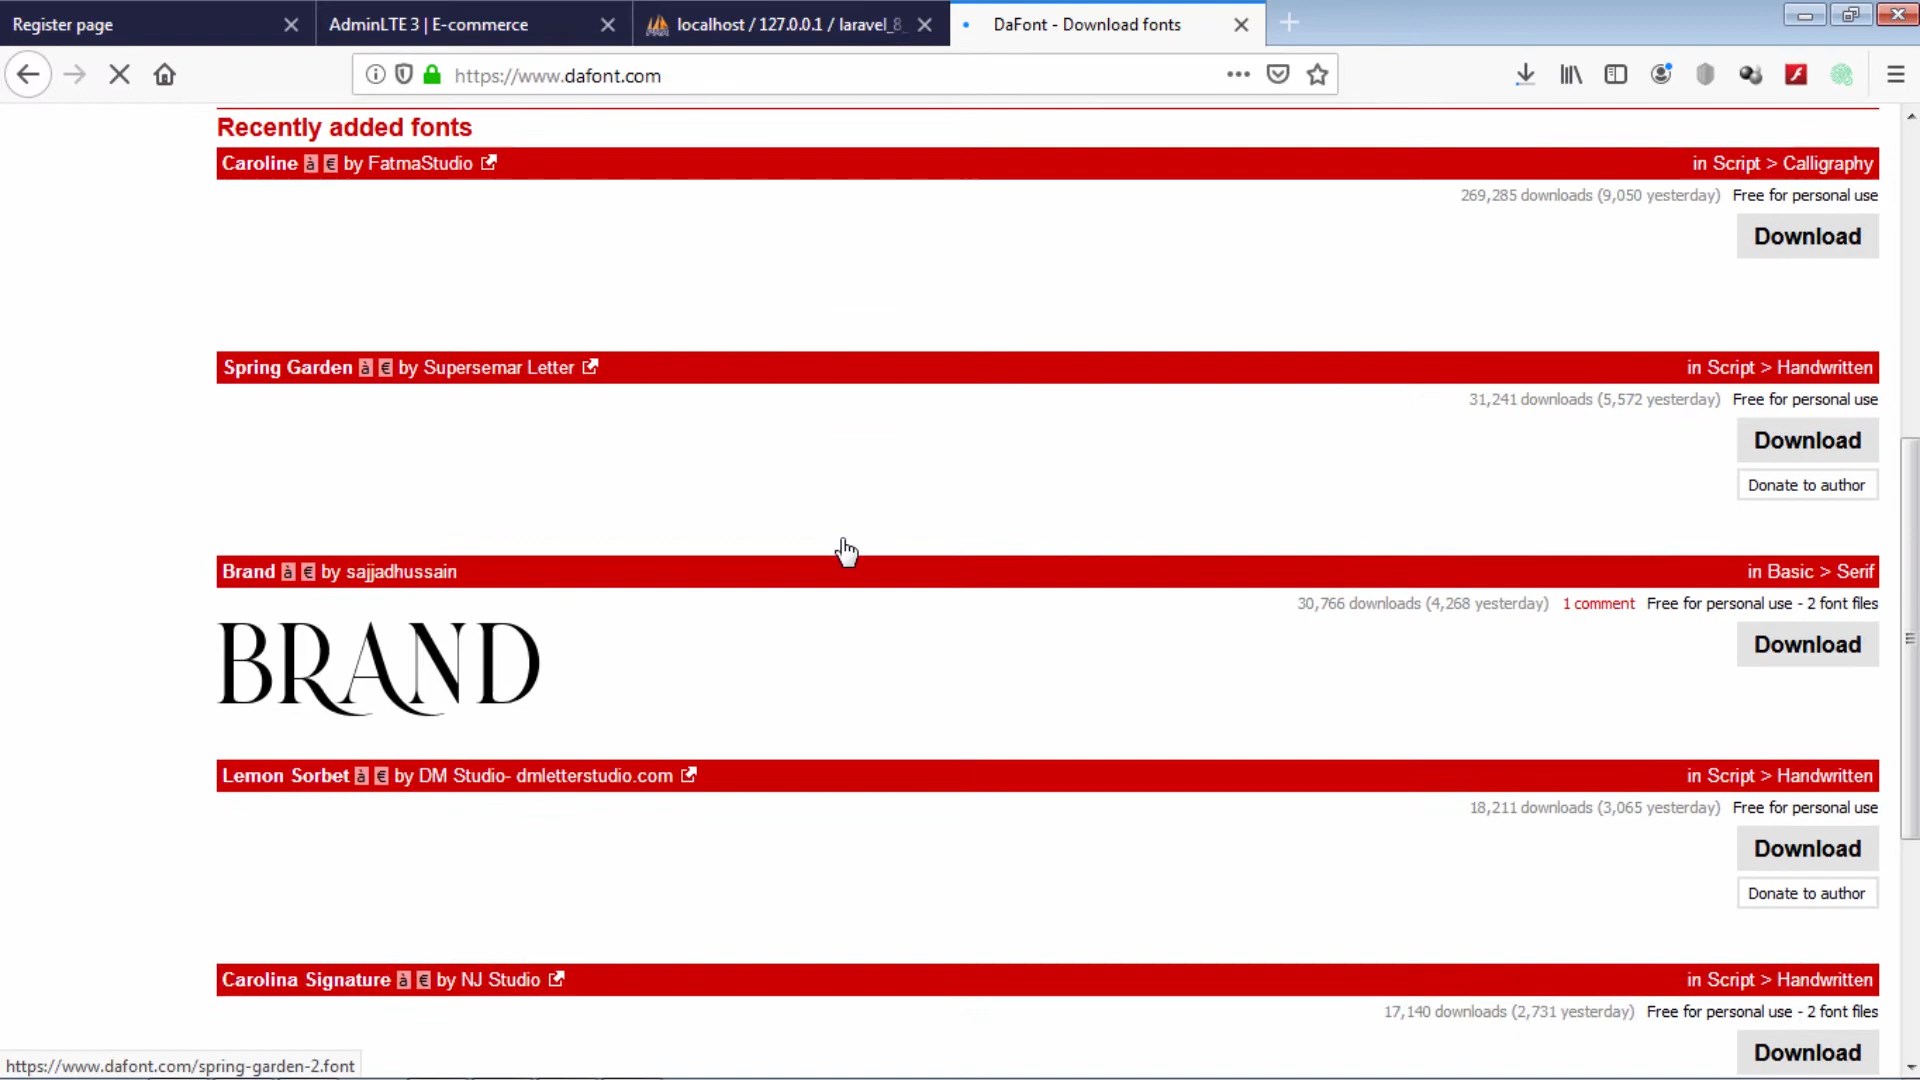 Register page
AdminLTE 3 | E-commerce
localhost / 127.0.0.1 / laravel_8_
DaFont - Download fonts
https://www.dafont.com
Recently added fonts
Caroline à € by FatmaStudio
in Script > Calligraphy
269,285 downloads (9,050 yesterday) Free for personal use
Download
Spring Garden à € by Supersemar Letter
in Script > Handwritten
31,241 downloads (5,572 yesterday) Free for personal use
Download
Donate to author
Brand à € by sajjadhussain
in Basic > Serif
30,766 downloads (4,268 yesterday) 1 comment Free for personal use - 2 font files
BRAND
Download
Lemon Sorbet à € by DM Studio- dmletterstudio.com
in Script > Handwritten
18,211 downloads (3,065 yesterday) Free for personal use
Download
Donate to author
Carolina Signature à € by NJ Studio
in Script > Handwritten
17,140 downloads (2,731 yesterday) Free for personal use - 2 font files
Download
https://www.dafont.com/spring-garden-2.font